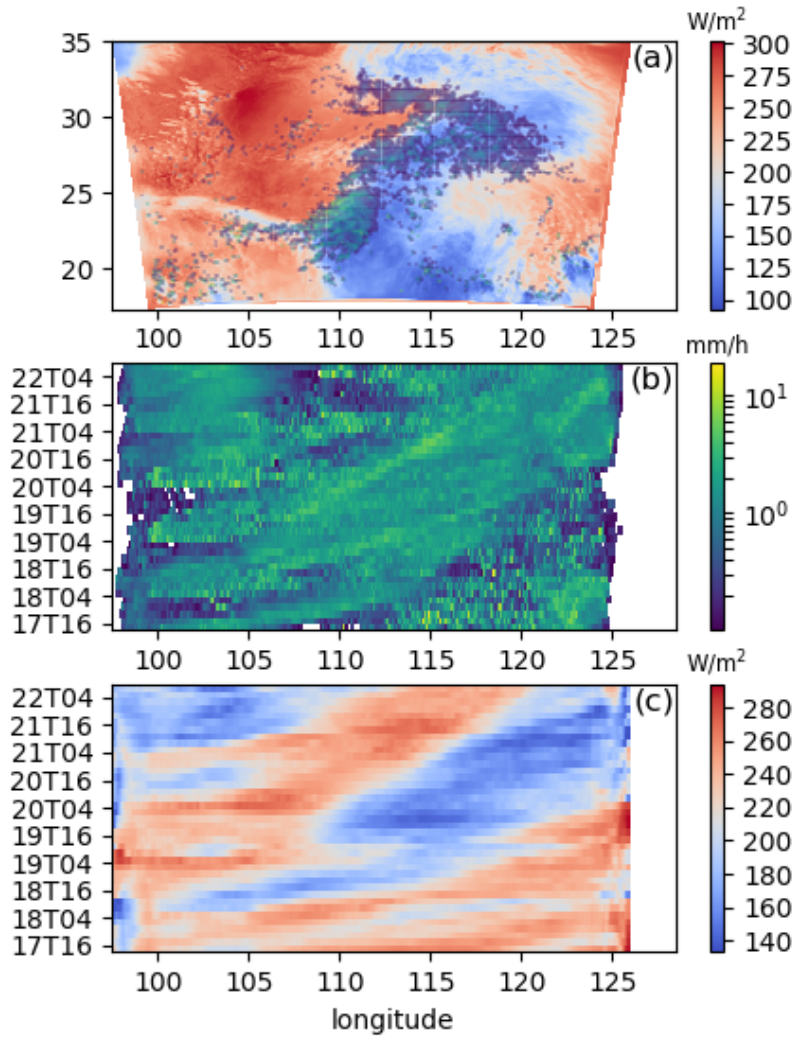 W/m²
35
(a)
300
30
275
250
225
25
200
175
150
20
125
100
100 105 110 115 120 125
mm/h
(b)
22T04
21T16
10¹
21T04
20T16
20T04
10⁰
19T16
19T04
18T16
18T04
17T16
100 105 110 115 120 125
W/m²
(c)
22T04
280
21T16
260
21T04
240
20T16
220
20T04
200
19T16
19T04
180
18T16
160
18T04
140
17T16
100 105 110 115 120 125
longitude